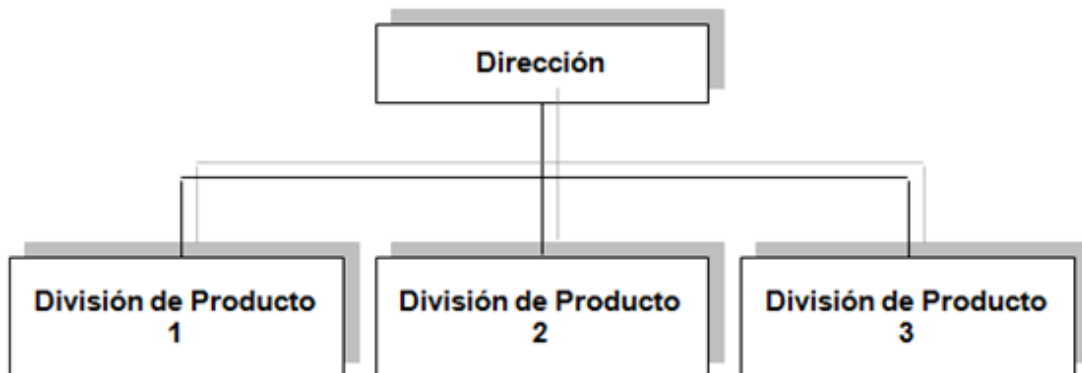 Dirección
División de Producto
1
División de Producto
2
División de Producto
3